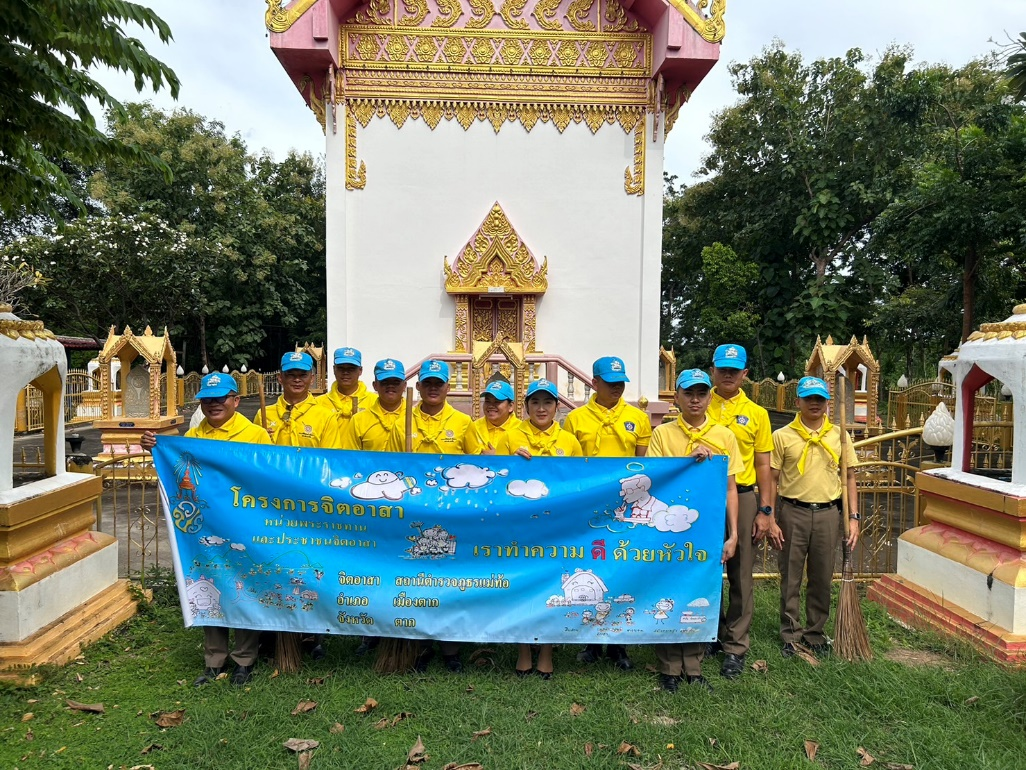 โครงการจิตอาสา
หน่วยพระราชทาน
และประชาชนจิตอาสา
เราทำความ ดี ด้วยหัวใจ
จิตอาสา สถานีตำรวจภูธรแม่ท้อ
อำเภอ เมืองตาก
จังหวัด ตาก